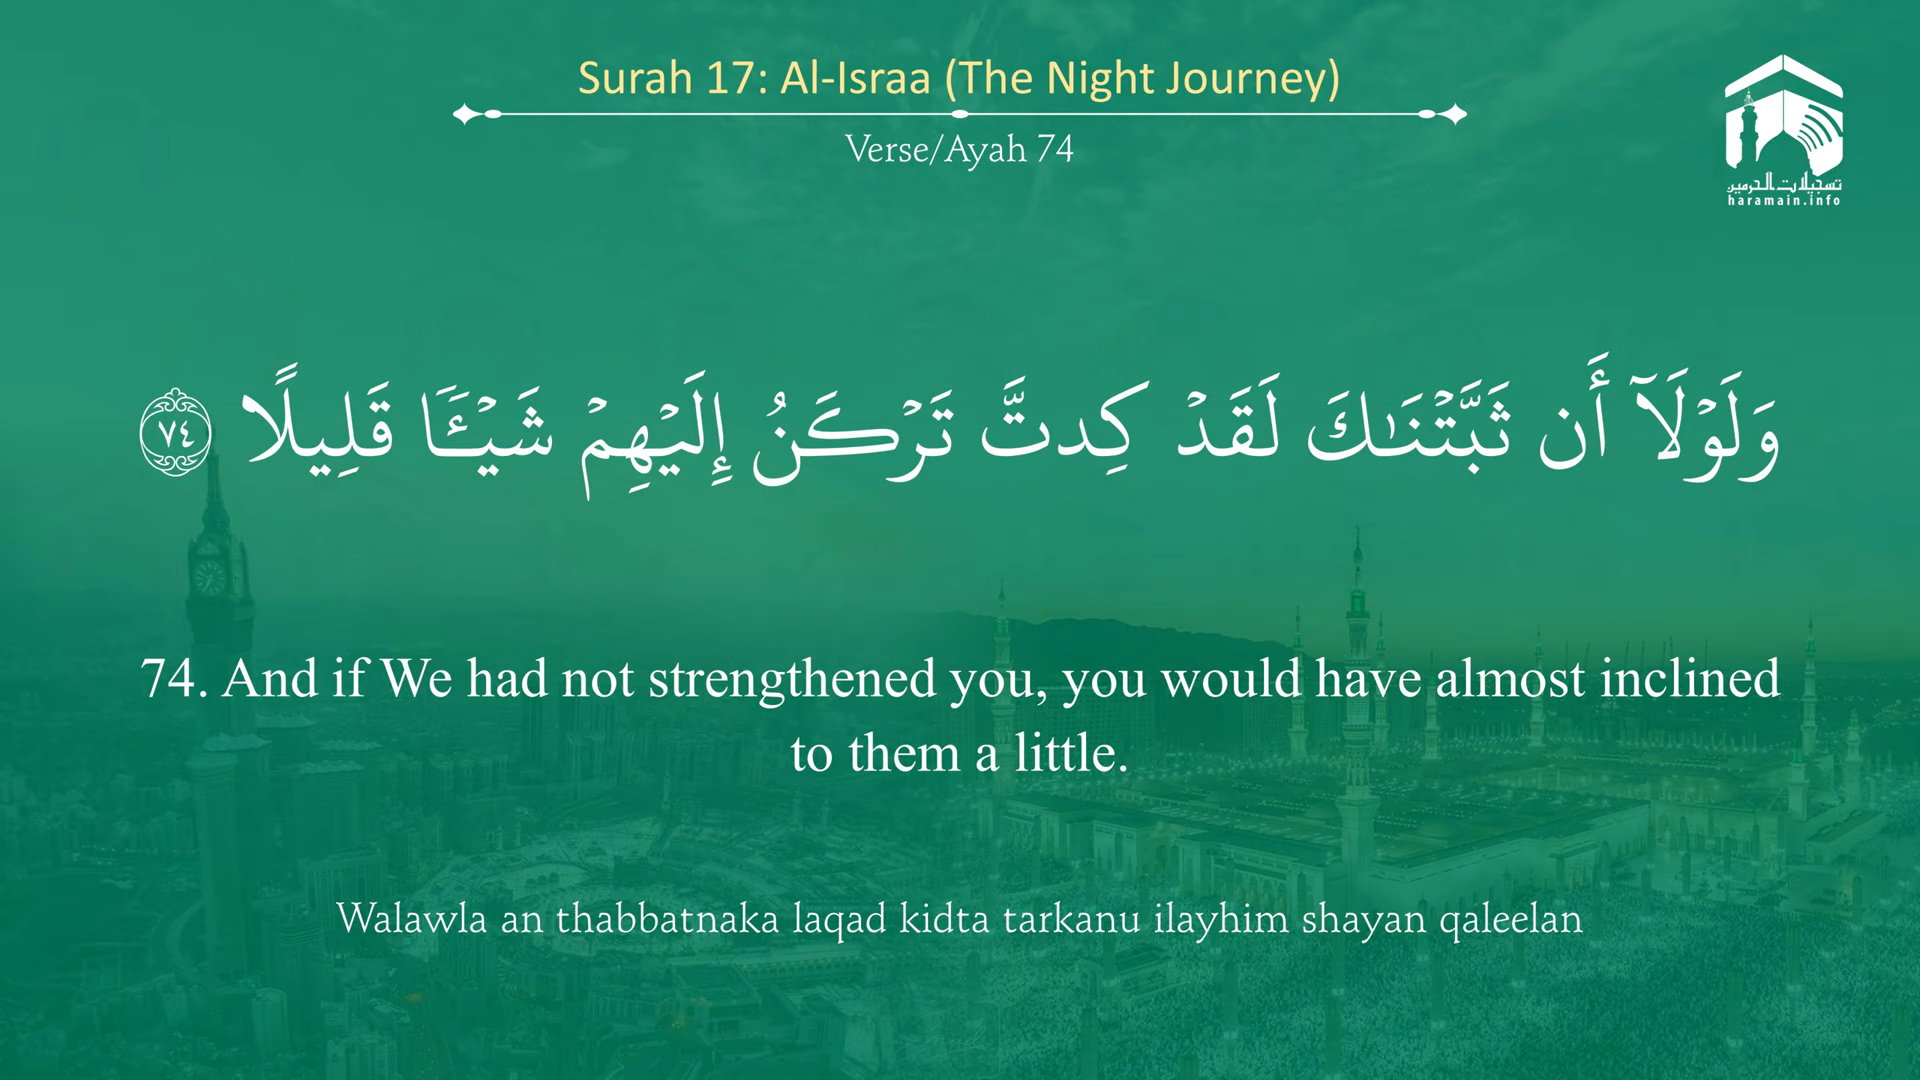 Surah 17: Al-Israa (The Night Journey)
Verse/Ayah 74
تسجيلات الحرمين
haramain.info
وَلَوْلَآ أَن ثَبَّتْنَـٰكَ لَقَدْ كِدتَّ تَرْكَنُ إِلَيْهِمْ شَيْـًٔا قَلِيلًا ٧٤
74. And if We had not strengthened you, you would have almost inclined
to them a little.
Walawla an thabbatnaka laqad kidta tarkanu ilayhim shayan qaleelan